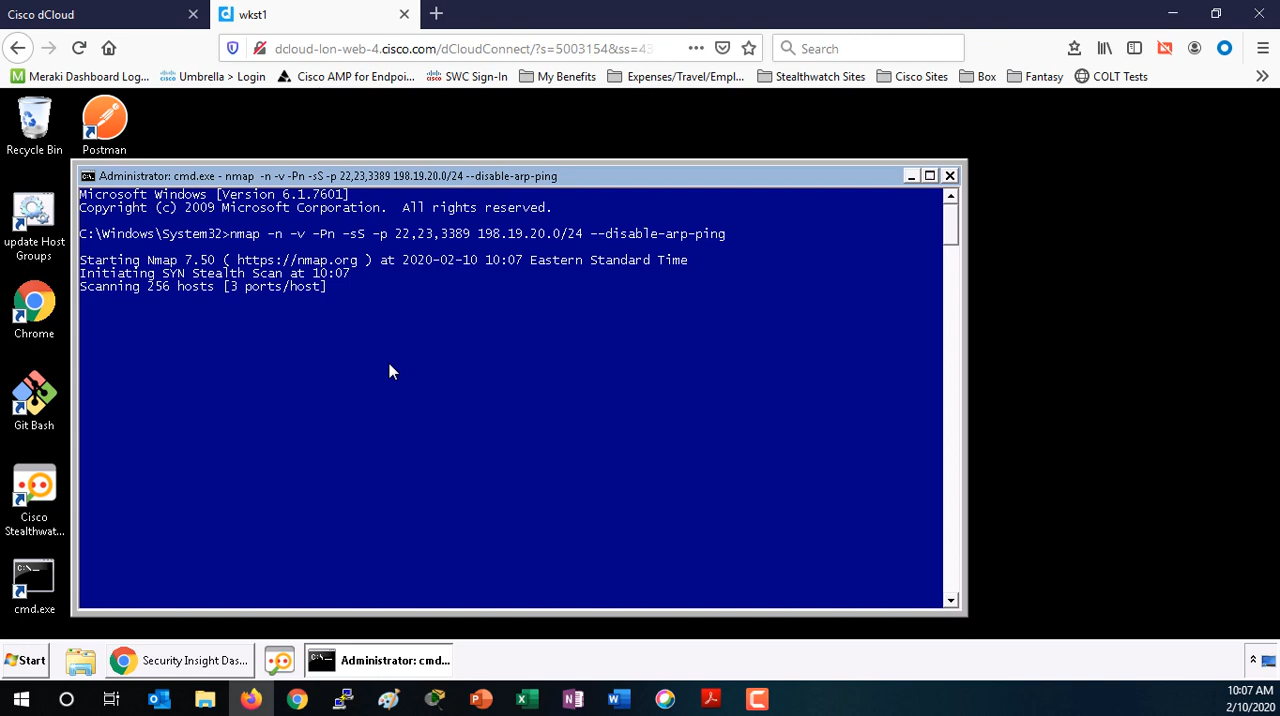 Cisco dCloud
wkst1
dcloud-lon-web-4.cisco.com/dCloudConnect/?s=5003154&ss=43
Search
Meraki Dashboard Log...
Umbrella > Login
Cisco AMP for Endpoi...
SWC Sign-In
My Benefits
Expenses/Travel/Empl...
Stealthwatch Sites
Cisco Sites
Box
Fantasy
COLT Tests
Recycle Bin
Postman
update Host
Groups
Chrome
Git Bash
Cisco
Stealthwat...
cmd.exe
Administrator: cmd.exe - nmap -n -v -Pn -sS -p 22,23,3389 198.19.20.0/24 --disable-arp-ping
Microsoft Windows [Version 6.1.7601]
Copyright (c) 2009 Microsoft Corporation.  All rights reserved.
C:\Windows\System32>nmap -n -v -Pn -sS -p 22,23,3389 198.19.20.0/24 --disable-arp-ping
Starting Nmap 7.50 ( https://nmap.org ) at 2020-02-10 10:07 Eastern Standard Time
Initiating SYN Stealth Scan at 10:07
Scanning 256 hosts [3 ports/host]
Start
Security Insight Das...
Administrator: cmd...
10:07 AM
2/10/2020